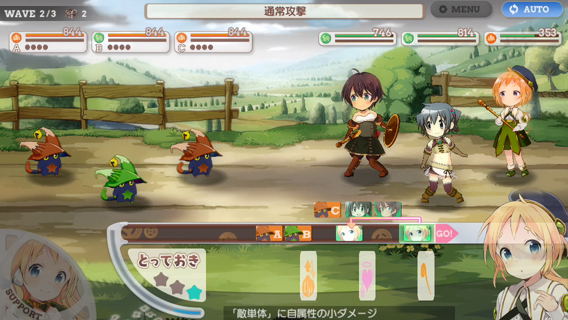 WAVE 2/3 2
通常攻撃
MENU
AUTO
844 844 844
746 814 353
A B C
C
A B GO!
とっておき
SUPPORT
「敵単体」に自属性の小ダメージ